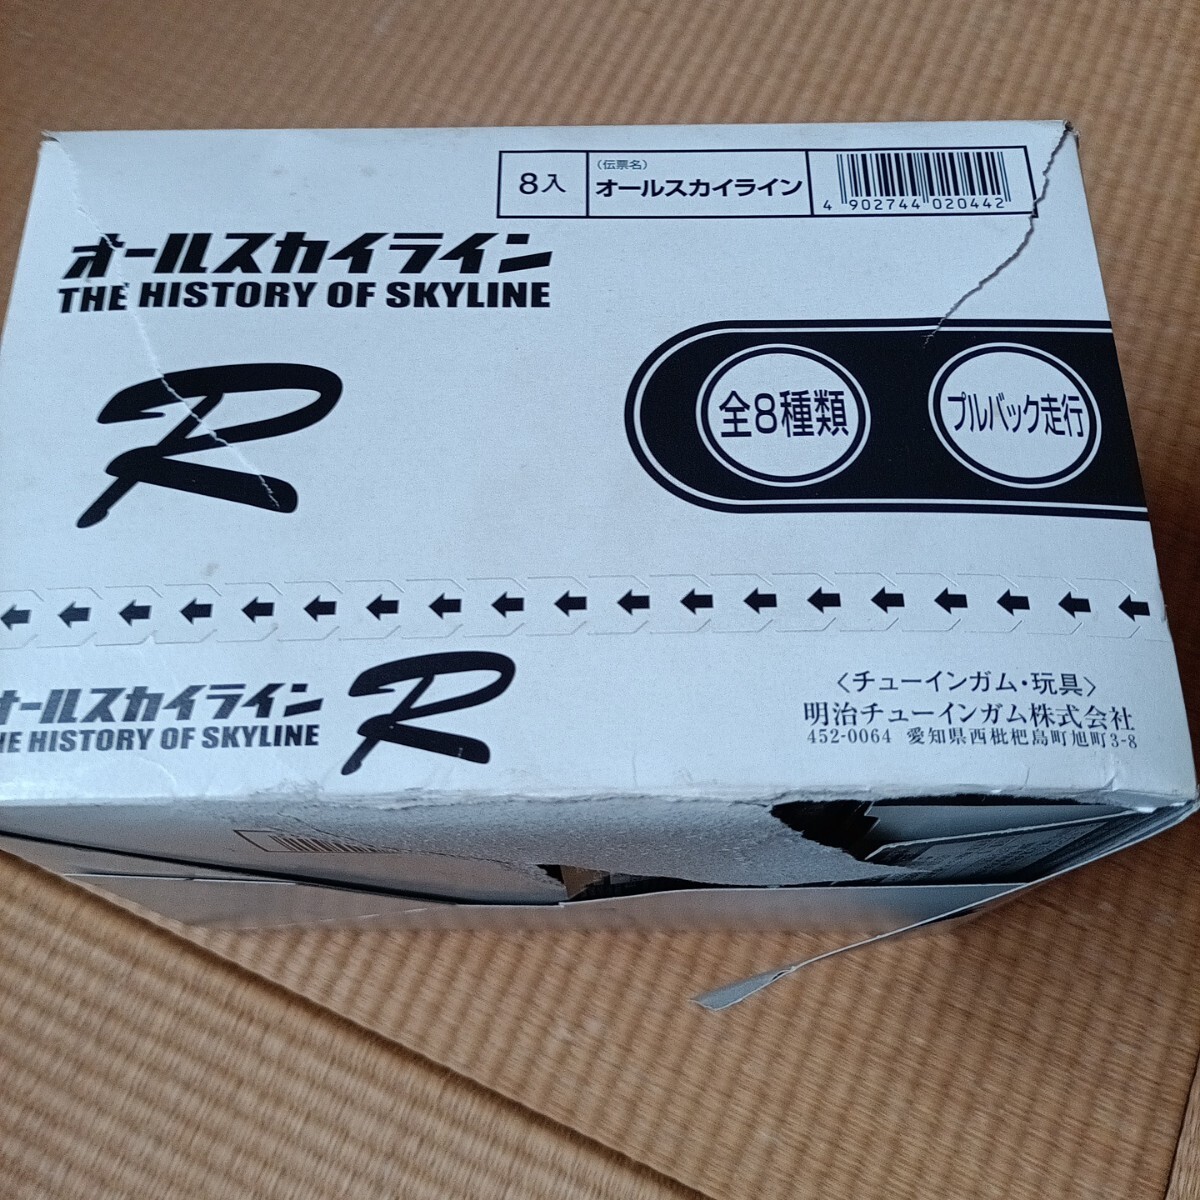 8入
(伝票名)
オールスカイライン
4 902744 020442
オールスカイライン
THE HISTORY OF SKYLINE
R
全8種類
プルバック走行
オールスカイライン
THE HISTORY OF SKYLINE
R
〈チューインガム・玩具〉
明治チューインガム株式会社
452-0064 愛知県西枇杷島町旭町3-8